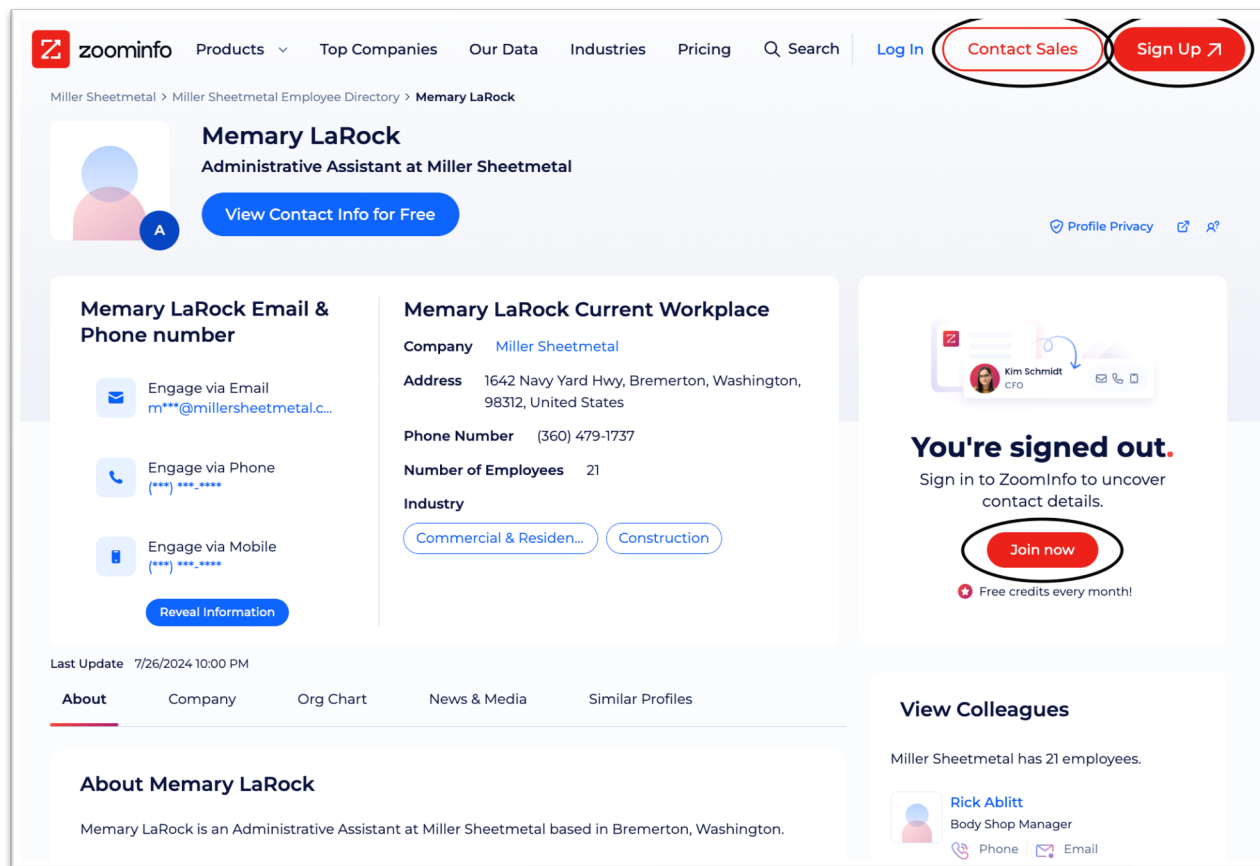 zoominfo Products Top Companies Our Data Industries Pricing Search Log In Contact Sales Sign Up
Miller Sheetmetal > Miller Sheetmetal Employee Directory > Memary LaRock
Memary LaRock
Administrative Assistant at Miller Sheetmetal
View Contact Info for Free
A
Profile Privacy
Memary LaRock Email &
Phone number
Engage via Email
m***@millersheetmetal.c...
Engage via Phone
(***) ***-****
Engage via Mobile
(***) ***-****
Reveal Information
Memary LaRock Current Workplace
Company Miller Sheetmetal
Address 1642 Navy Yard Hwy, Bremerton, Washington,
98312, United States
Phone Number (360) 479-1737
Number of Employees 21
Industry
Commercial & Residen... Construction
Kim Schmidt
CFO
You're signed out.
Sign in to ZoomInfo to uncover
contact details.
Join now
Free credits every month!
Last Update 7/26/2024 10:00 PM
About Company Org Chart News & Media Similar Profiles
About Memary LaRock
Memary LaRock is an Administrative Assistant at Miller Sheetmetal based in Bremerton, Washington.
View Colleagues
Miller Sheetmetal has 21 employees.
Rick Ablitt
Body Shop Manager
Phone Email